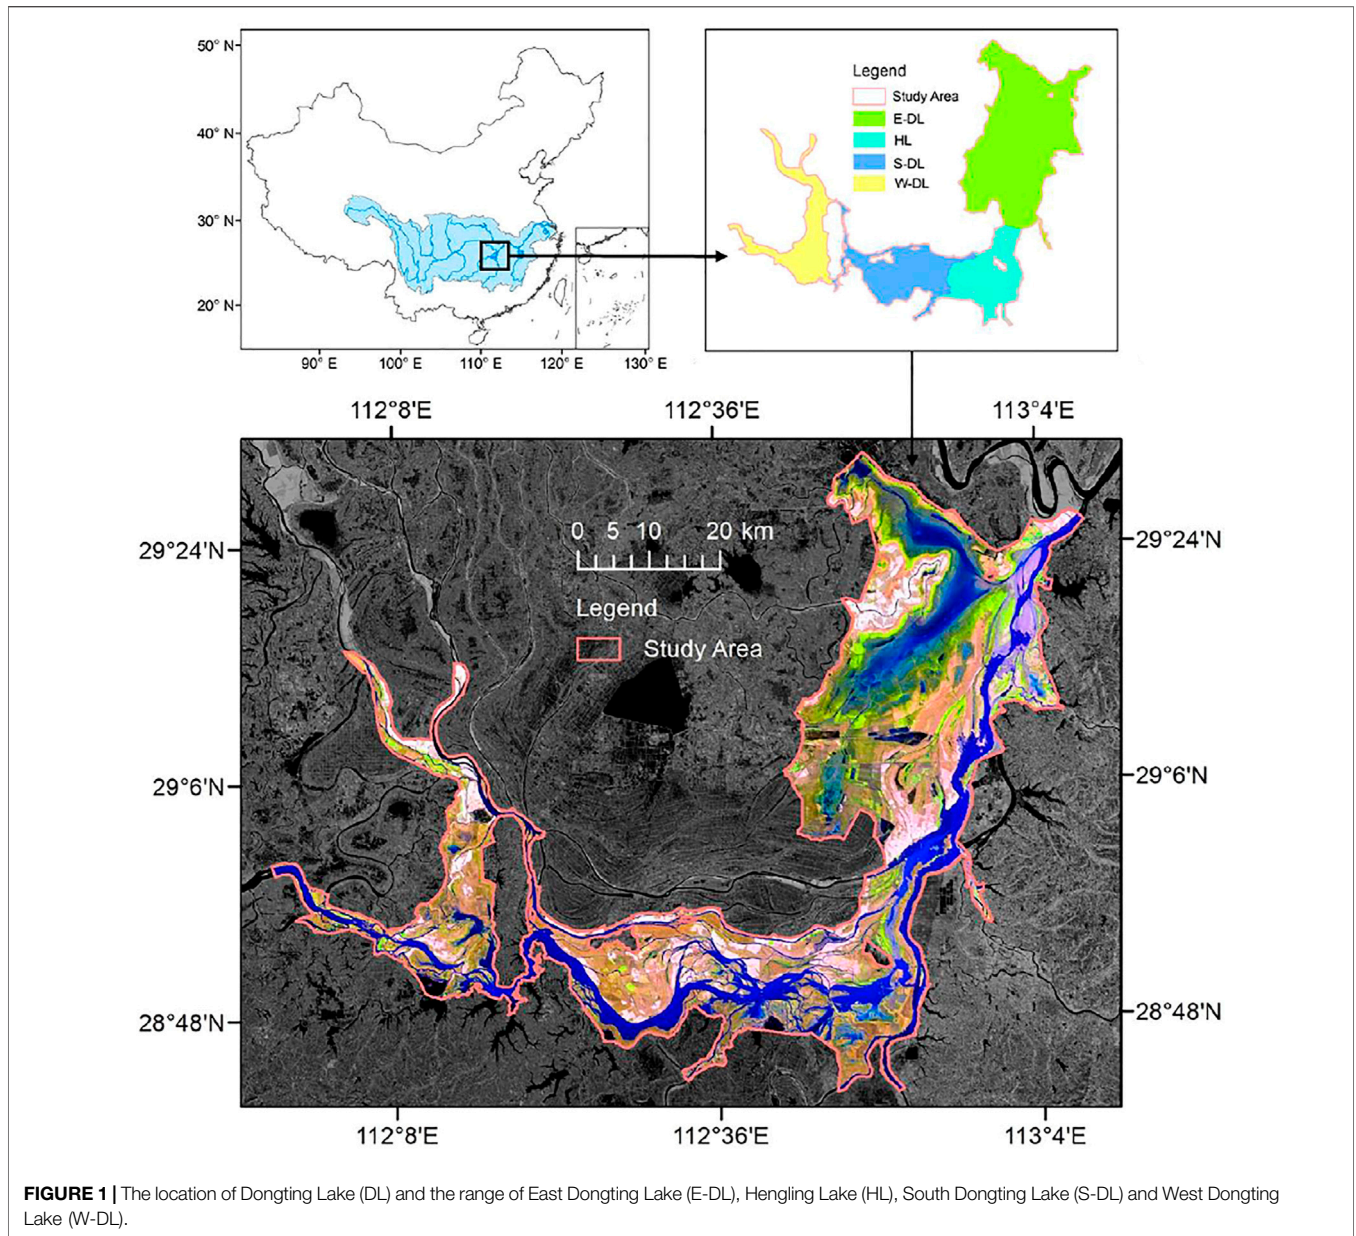 50° N
40° N
30° N
20° N
90° E 100° E 110° E 120° E 130° E
Legend
Study Area
E-DL
HL
S-DL
W-DL
112°8'E 112°36'E 113°4'E
29°24'N
29°6'N
28°48'N
0 5 10 20 km
Legend
Study Area
29°24'N
29°6'N
28°48'N
112°8'E 112°36'E 113°4'E
FIGURE 1 | The location of Dongting Lake (DL) and the range of East Dongting Lake (E-DL), Hengling Lake (HL), South Dongting Lake (S-DL) and West Dongting
Lake (W-DL).